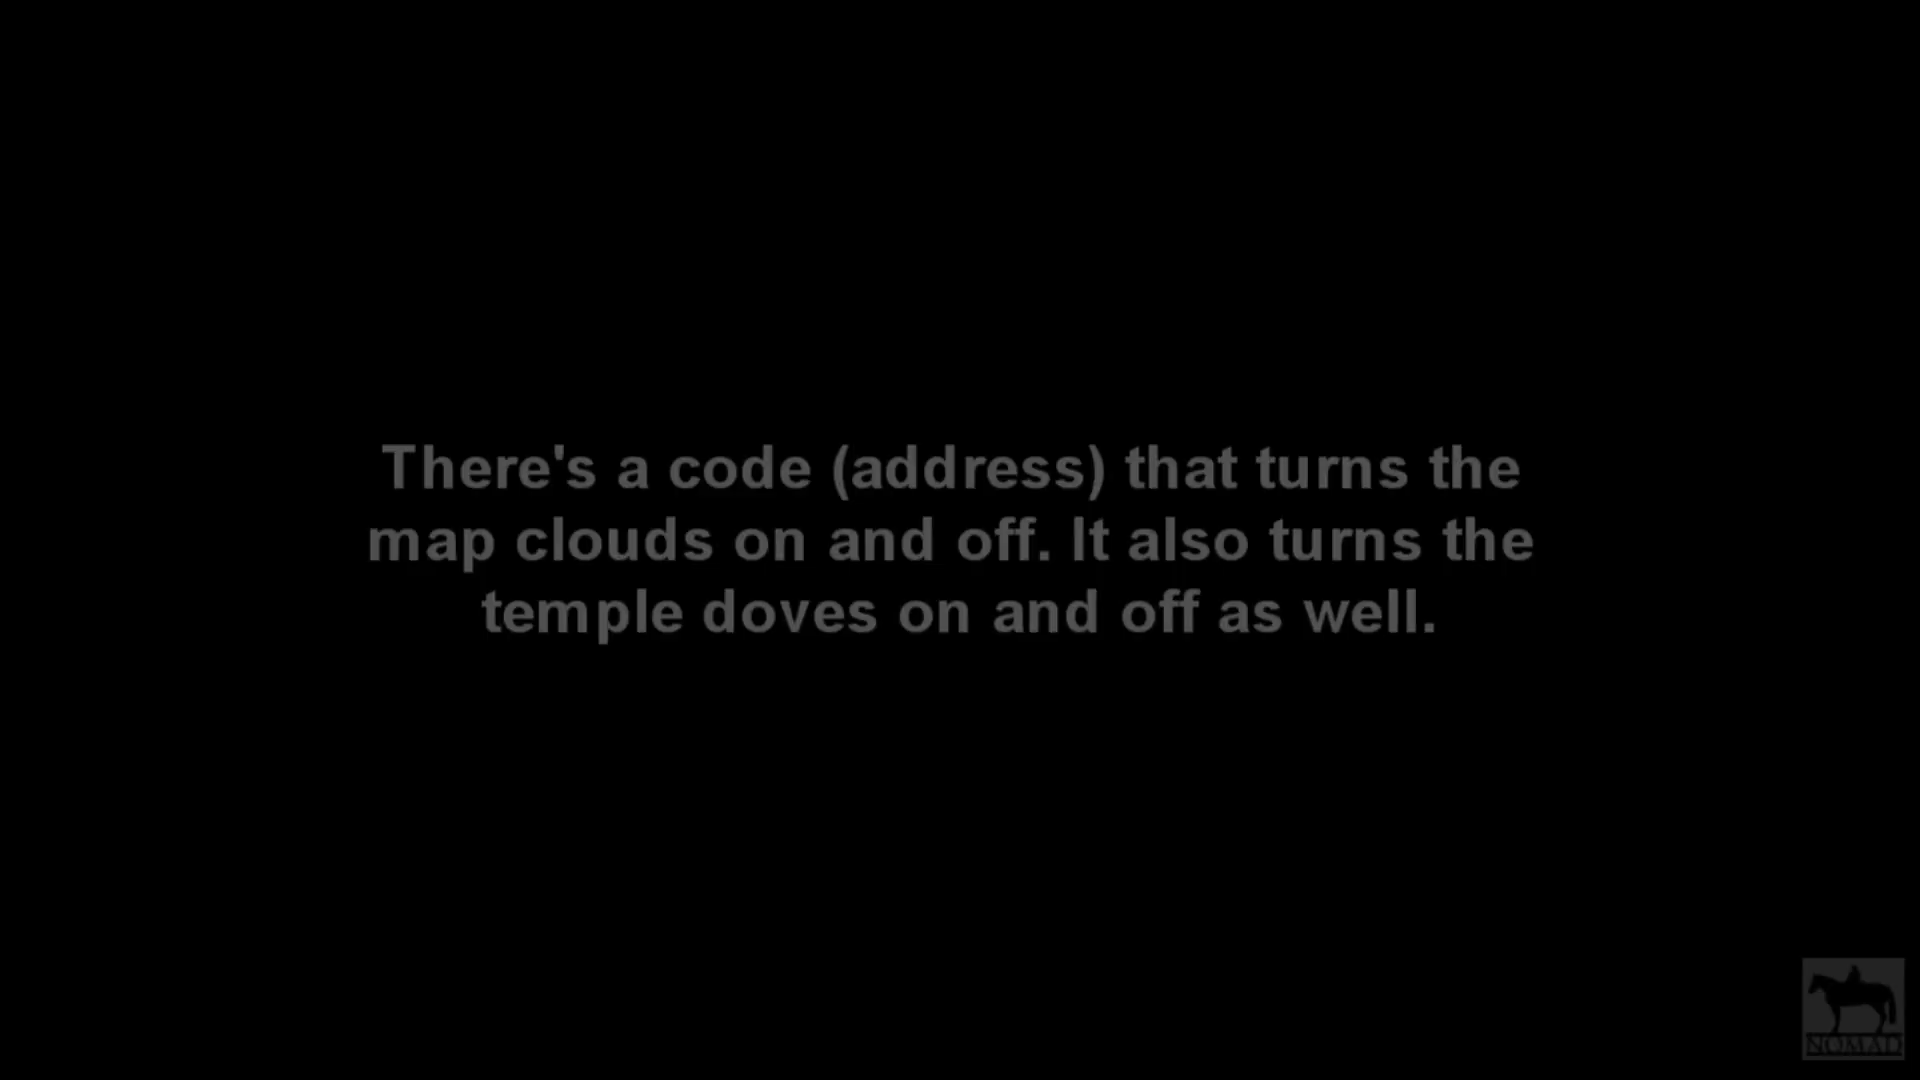 There's a code (address) that turns the
map clouds on and off. It also turns the
temple doves on and off as well.
NOMAD